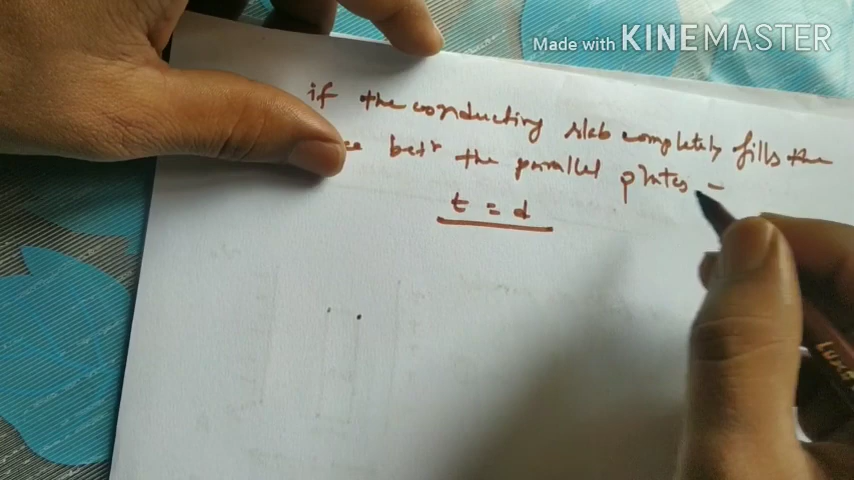 Made with KINEMASTER
if the conducting slab completely fills the
betn the parallel plates -
t = d